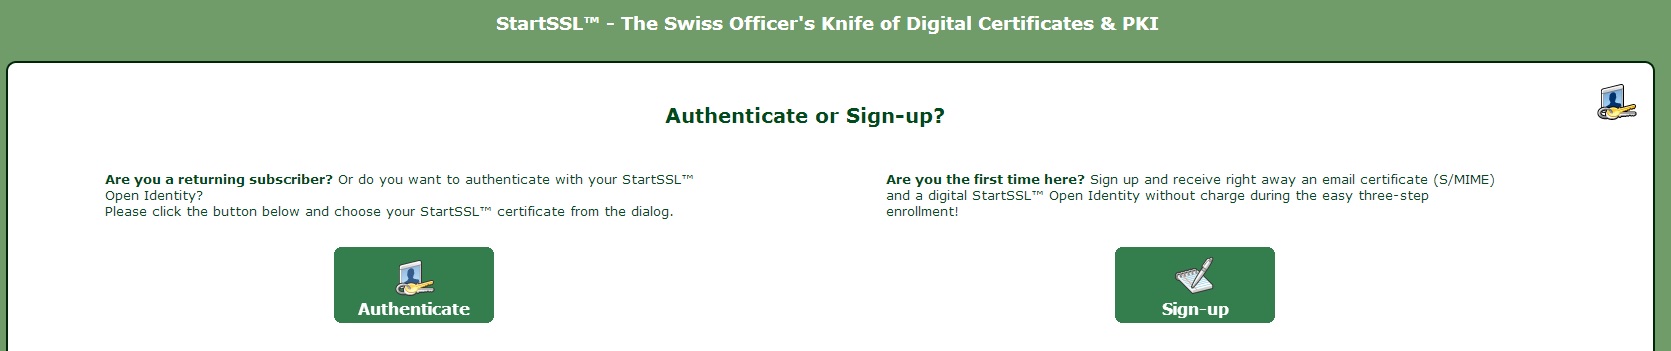 StartSSL™ - The Swiss Officer's Knife of Digital Certificates & PKI
Authenticate or Sign-up?
Are you a returning subscriber? Or do you want to authenticate with your StartSSL™
Open Identity?
Please click the button below and choose your StartSSL™ certificate from the dialog.
Authenticate
Are you the first time here? Sign up and receive right away an email certificate (S/MIME)
and a digital StartSSL™ Open Identity without charge during the easy three-step
enrollment!
Sign-up